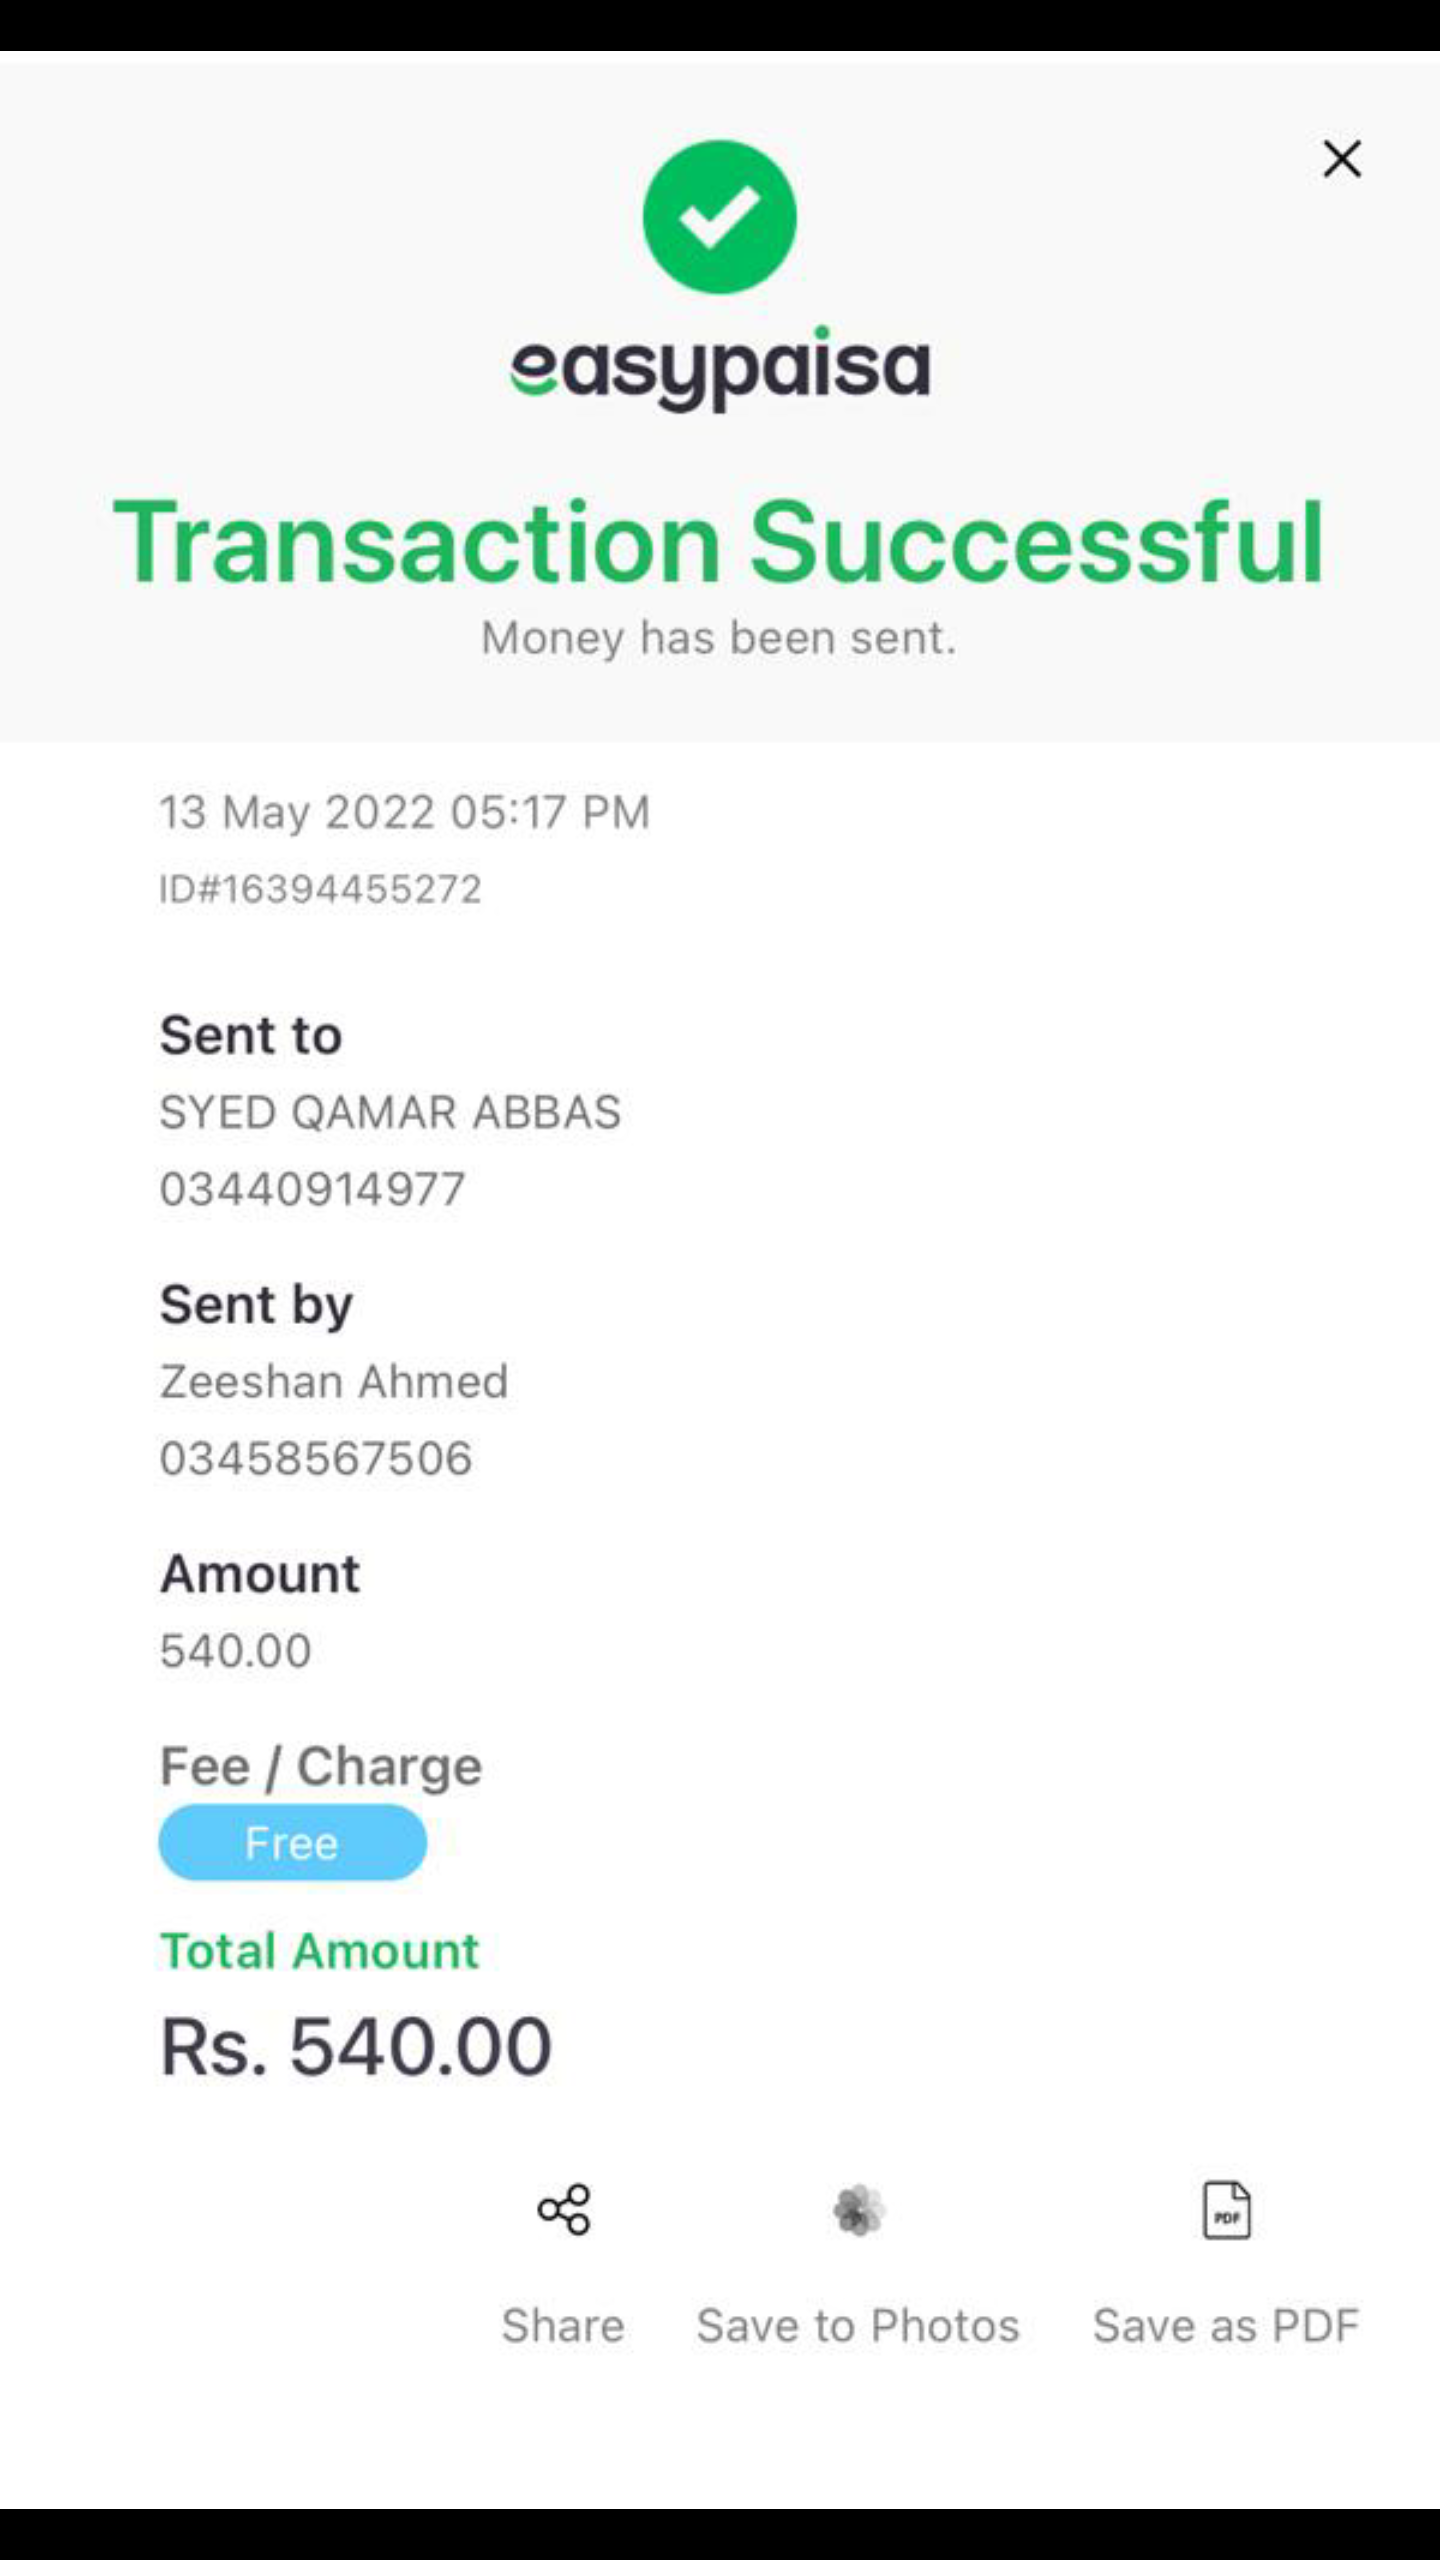 easypaisa
Transaction Successful
Money has been sent.
13 May 2022 05:17 PM
ID#16394455272
Sent to
SYED QAMAR ABBAS
03440914977
Sent by
Zeeshan Ahmed
03458567506
Amount
540.00
Fee / Charge
Free
Total Amount
Rs. 540.00
PDF
Share Save to Photos Save as PDF